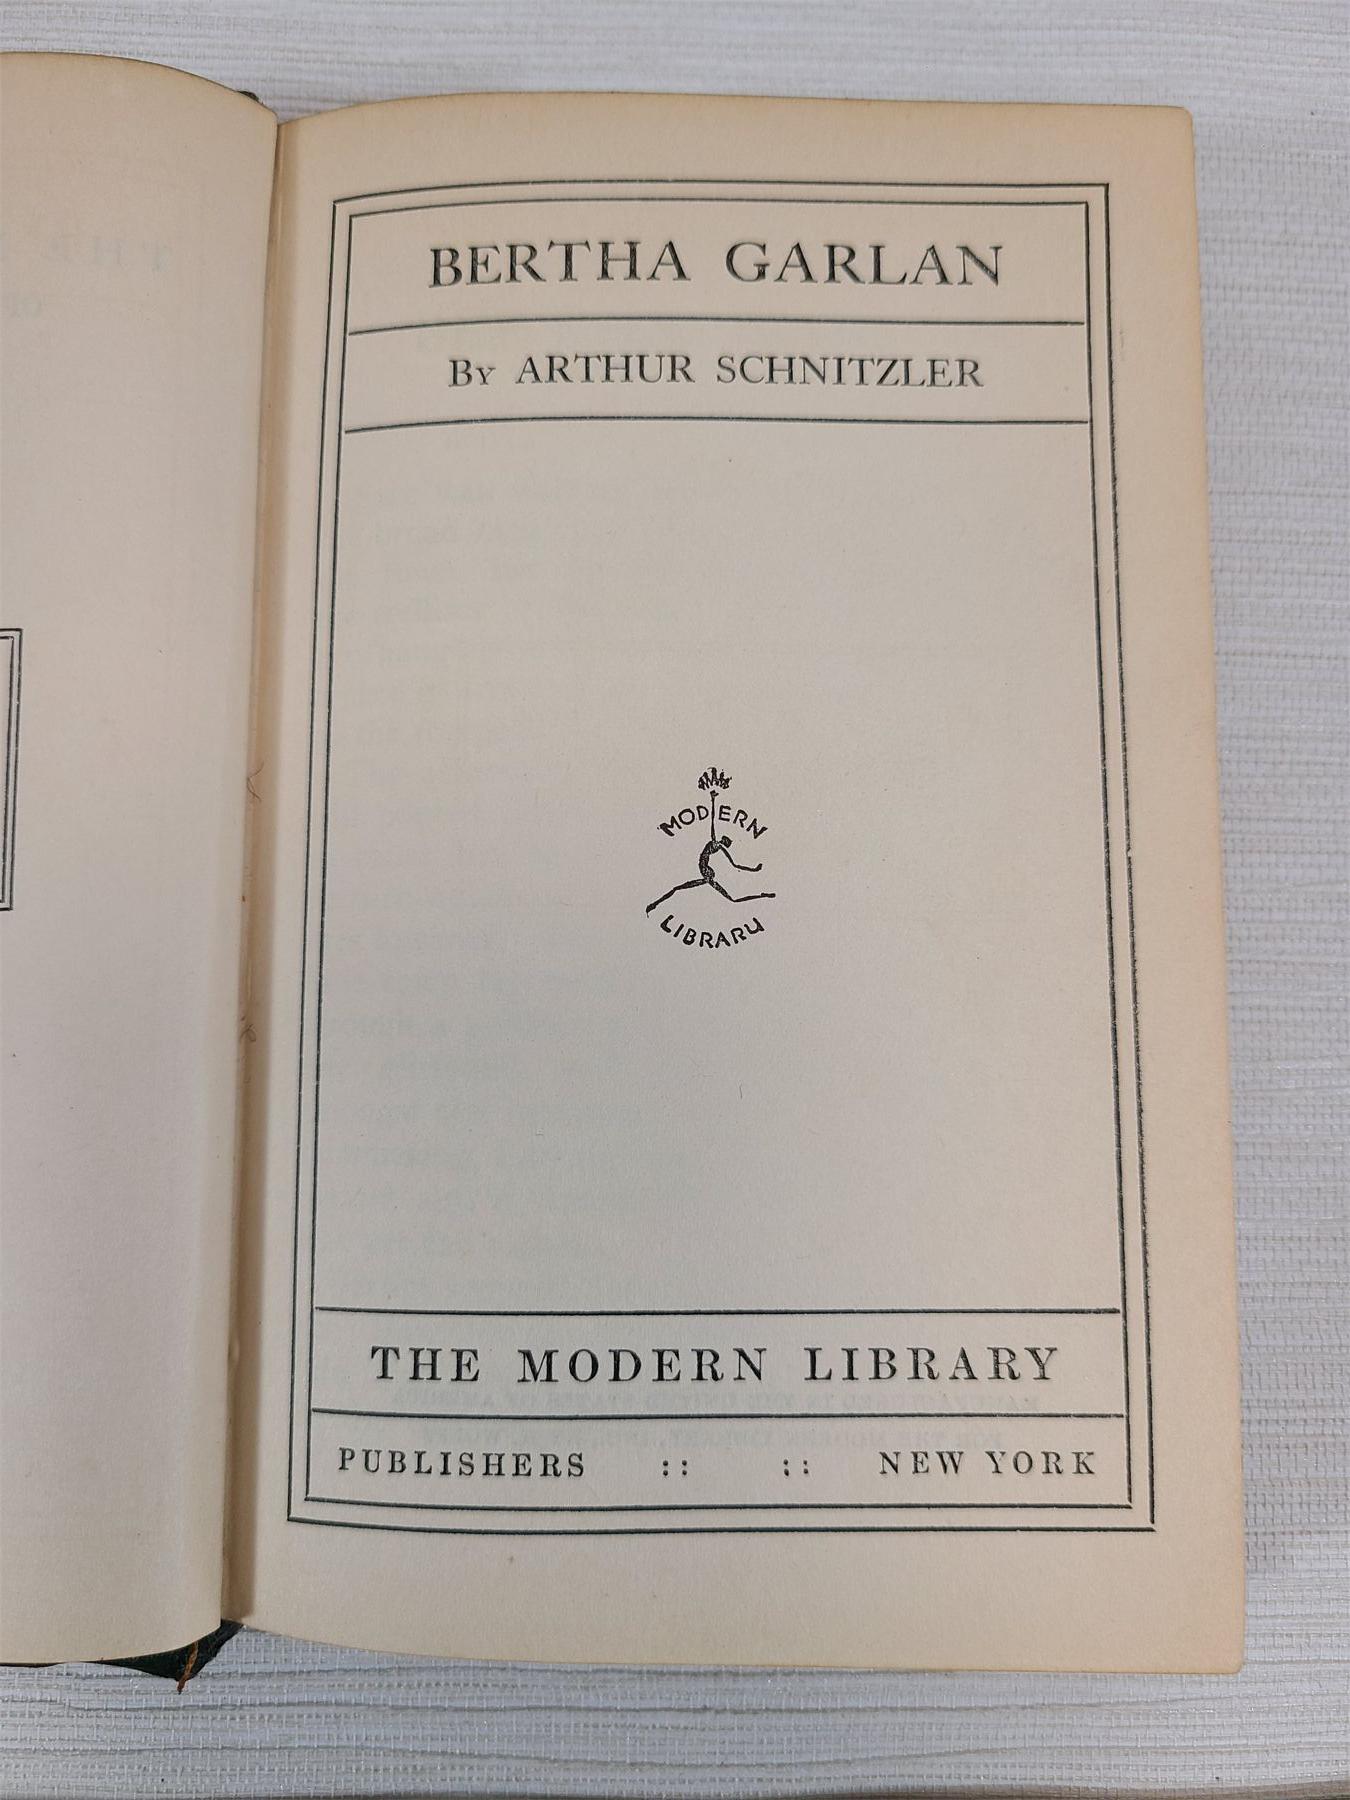 BERTHA GARLAN
By ARTHUR SCHNITZLER
MODERN
LIBRARY
THE MODERN LIBRARY
PUBLISHERS :: :: NEW YORK